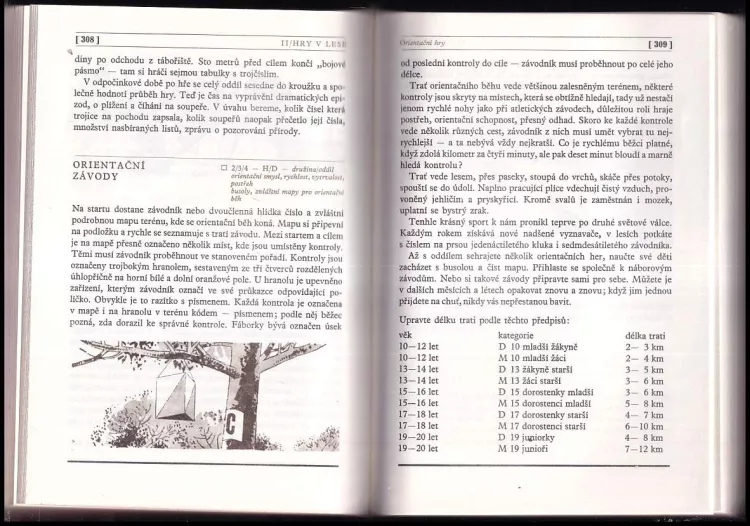 [ 308 ]
II/HRY V LESE
diny po odchodu z tábořiště. Sto metrů před cílem končí „bojové
pásmo“ — tam si hráči sejmou tabulky s trojčíslím.
V odpočinkové době po hře se celý oddíl sesedne do kroužku a spo-
lečně hodnotí průběh hry. Teď je čas na vyprávění dramatických epi-
zod, o plížení a číhání na soupeře. V úvahu bereme, kolik čísel která
trojice na pochodu zapsala, kolik soupeřů naopak přečetlo její čísla,
množství nasbíraných listů, zprávu o pozorování přírody.
ORIENTAČNÍ
ZÁVODY
☐ 2/3/4 — H/D — družina/oddíl
orientační smysl, rychlost, vytrvalost,
postřeh
busoly, zvláštní mapy pro orientační
běh
Na startu dostane závodník nebo dvoučlenná hlídka číslo a zvláštní
podrobnou mapu terénu, kde se orientační běh koná. Mapu si připevní
na podložku a rychle se seznamuje s tratí závodu. Mezi startem a cílem
je na mapě přesně označeno několik míst, kde jsou umístěny kontroly.
Těmi musí závodník proběhnout ve stanoveném pořadí. Kontroly jsou
označeny trojbokým hranolem, sestaveným ze tří čtverců rozdělených
úhlopříčně na horní bílé a dolní oranžové pole. U hranolu je upevněno
zařízení, kterým závodník označí ve své průkazce odpovídající po-
líčko. Obvykle je to razítko s písmenem. Každá kontrola je označena
v mapě i na hranolu v terénu kódem — písmenem; podle něj běžec
pozná, zda dorazil ke správné kontrole. Fáborky bývá označen úsek
C
Orientační hry
[ 309 ]
od poslední kontroly do cíle — závodník musí proběhnout po celé jeho
délce.
Trať orientačního běhu vede většinou zalesněným terénem, některé
kontroly jsou skryty na místech, která se obtížně hledají, tady už nestačí
jenom rychlé nohy jako při atletických závodech, důležitou roli hraje
postřeh, orientační schopnost, přesný odhad. Skoro ke každé kontrole
vede několik různých cest, závodník z nich musí umět vybrat tu nej-
rychlejší — a ta nebývá vždy nejkratší. Co je rychlému běžci platné,
když zdolá kilometr za čtyři minuty, ale pak deset minut bloudí a marně
hledá kontrolu?
Trať vede lesem, přes paseky, stoupá do vrchů, skáče přes potoky,
spouští se do údolí. Naplno pracující plíce vdechují čistý vzduch, pro-
voněný jehličím a pryskyřicí. Kromě svalů je zaměstnán i mozek,
uplatní se bystrý zrak.
Tenhle krásný sport k nám pronikl teprve po druhé světové válce.
Každým rokem získává nové nadšené vyznavače, v lesích potkáte
s číslem na prsou jedenáctiletého kluka i sedmdesátiletého závodníka.
Až s oddílem sehrajete několik orientačních her, naučte své děti
zacházet s busolou a číst mapu. Přihlaste se společně k náborovým
závodům. Nebo si takové závody připravte sami pro sebe. Můžete je
v dalších měsících a létech opakovat znovu a znovu; když jim jednou
přijdete na chuť, nikdy vás nepřestanou bavit.
Upravte délku trati podle těchto předpisů:
věk kategorie délka trati
10—12 let D 10 mladší žákyně 2— 3 km
10—12 let M 10 mladší žáci 2— 4 km
13—14 let D 13 žákyně starší 3— 5 km
13—14 let M 13 žáci starší 3— 6 km
15—16 let D 15 dorostenky mladší 3— 6 km
15—16 let M 15 dorostenci mladší 5— 8 km
17—18 let D 17 dorostenky starší 4— 7 km
17—18 let M 17 dorostenci starší 6—10 km
19—20 let D 19 juniorky 4— 8 km
19—20 let M 19 junioři 7—12 km